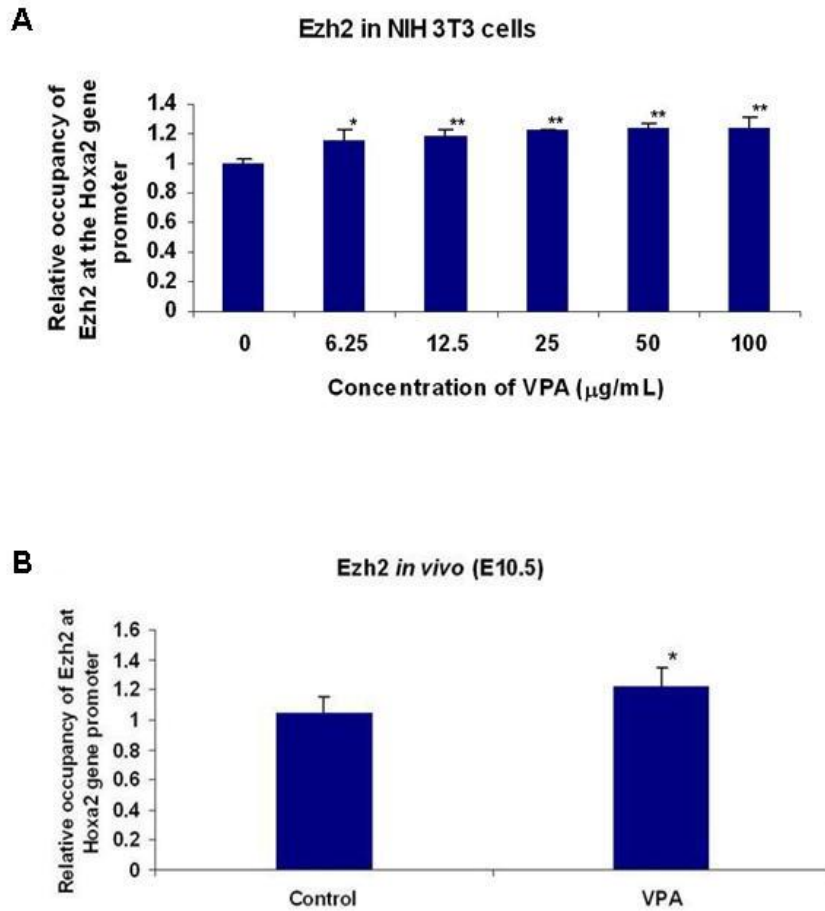 A
Ezh2 in NIH 3T3 cells
Relative occupancy of
Ezh2 at the Hoxa2 gene
promoter
1.4
1.2
1
0.8
0.6
0.4
0.2
0
* ** ** ** **
0 6.25 12.5 25 50 100
Concentration of VPA (μg/mL)
B
Ezh2 in vivo (E10.5)
Relative occupancy of Ezh2 at
Hoxa2 gene promoter
1.6
1.4
1.2
1
0.8
0.6
0.4
0.2
0
*
Control VPA